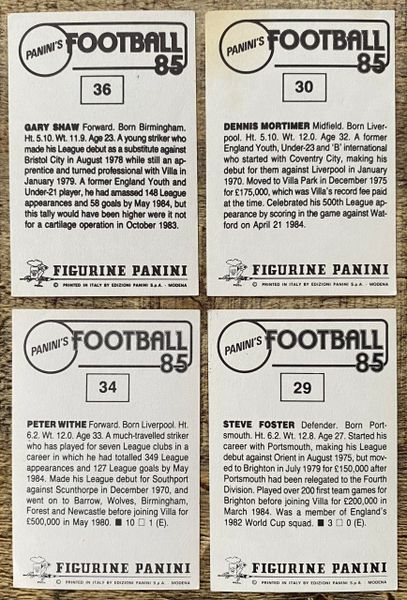 PANINI'S
FOOTBALL
85
36
GARY SHAW Forward. Born Birmingham.
Ht. 5.10. Wt. 11.9. Age 23. A young striker who
made his League debut as a substitute against
Bristol City in August 1978 while still an ap-
prentice and turned professional with Villa in
January 1979. A former England Youth and
Under-21 player, he had amassed 148 League
appearances and 58 goals by May 1984, but
this tally would have been higher were it not
for a cartilage operation in October 1983.
FIGURINE PANINI
© PRINTED IN ITALY BY EDIZIONI PANINI S.p.A. - MODENA
PANINI'S
FOOTBALL
85
30
DENNIS MORTIMER Midfield. Born Liver-
pool. Ht. 5.10. Wt. 12.0. Age 32. A former
England Youth, Under-23 and 'B' international
who started with Coventry City, making his
debut for them against Liverpool in January
1970. Moved to Villa Park in December 1975
for £175,000, which was Villa's record fee paid
at the time. Celebrated his 500th League ap-
pearance by scoring in the game against Wat-
ford on April 21 1984.
FIGURINE PANINI
© PRINTED IN ITALY BY EDIZIONI PANINI S.p.A. - MODENA
PANINI'S
FOOTBALL
85
34
PETER WITHE Forward. Born Liverpool. Ht.
6.2. Wt. 12.0. Age 33. A much-travelled striker
who has played for seven League clubs in a
career in which he had totalled 349 League
appearances and 127 League goals by May
1984. Made his League debut for Southport
against Scunthorpe in December 1970, and
went on to Barrow, Wolves, Birmingham,
Forest and Newcastle before joining Villa for
£500,000 in May 1980. ■ 10 □ 1 (E).
FIGURINE PANINI
© PRINTED IN ITALY BY EDIZIONI PANINI S.p.A. - MODENA
PANINI'S
FOOTBALL
85
29
STEVE FOSTER Defender. Born Port-
smouth. Ht. 6.2. Wt. 12.8. Age 27. Started his
career with Portsmouth, making his League
debut against Orient in August 1975, but mov-
ed to Brighton in July 1979 for £150,000 after
Portsmouth had been relegated to the Fourth
Division. Played over 200 first team games for
Brighton before joining Villa for £200,000 in
March 1984. Was a member of England's
1982 World Cup squad. ■ 3 □ 0 (E).
FIGURINE PANINI
© PRINTED IN ITALY BY EDIZIONI PANINI S.p.A. - MODENA